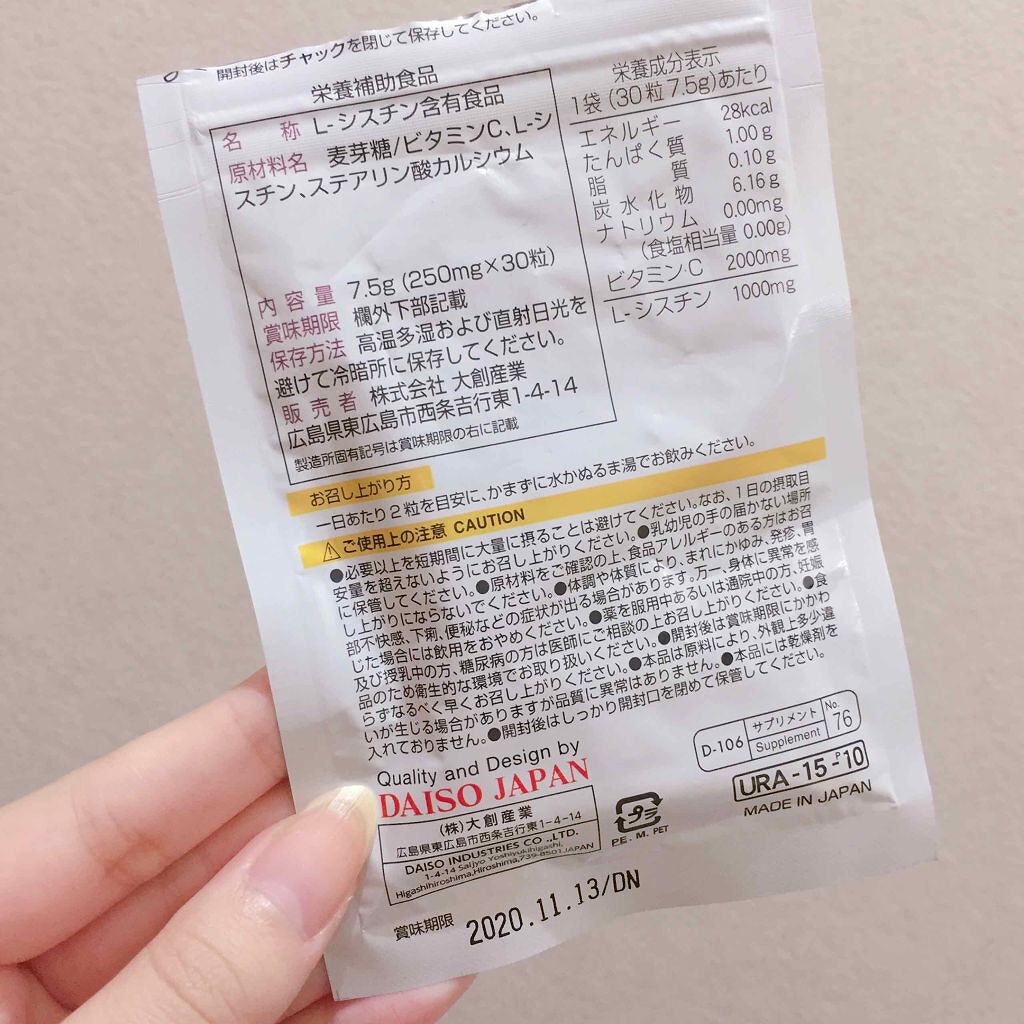 開封後はチャックを閉じて保存してください。
栄養補助食品
名 称 L-シスチン含有食品
原材料名 麦芽糖/ビタミンC、L-シ
スチン、ステアリン酸カルシウム
内容量 7.5g (250mg×30粒)
賞味期限 欄外下部記載
保存方法 高温多湿および直射日光を
避けて冷暗所に保存してください。
販売者 株式会社 大創産業
広島県東広島市西条吉行東1-4-14
製造所固有記号は賞味期限の右に記載
栄養成分表示
1袋 (30粒 7.5g) あたり
エネルギー 28kcal
たんぱく質 1.00g
脂 質 0.10g
炭水化物 6.16g
ナトリウム 0.00mg
(食塩相当量 0.00g)
ビタミンC 2000mg
L-シスチン 1000mg
お召し上がり方
一日あたり2粒を目安に、かまずに水かぬるま湯でお飲みください。
ご使用上の注意 CAUTION
●必要以上を短期間に大量に摂ることは避けてください。なお、1日の摂取目
安量を超えないようにお召し上がりください。●乳幼児の手の届かない場所
に保管してください。●原材料をご確認の上、食品アレルギーのある方はお召
し上がりにならないでください。●体調や体質により、まれにかゆみ、発疹、胃
部不快感、下痢、便秘などの症状が出る場合があります。万一、身体に異常を感
じた場合には飲用をおやめください。●薬を服用中あるいは通院中の方、妊娠
及び授乳中の方、糖尿病の方は医師にご相談の上お召し上がりください。●食
品のため衛生的な環境でお取り扱いください。●開封後は賞味期限にかかわ
らずなるべく早くお召し上がりください。●本品は原料により、外観上多少違
いが生じる場合がありますが品質に異常はありません。●本品には乾燥剤を
入れておりません。●開封後はしっかり開封口を閉めて保管してください。
Quality and Design by
DAISO JAPAN
(株)大創産業
広島県東広島市西条吉行東1-4-14
DAISO INDUSTRIES CO.,LTD.
1-4-14 Saijyo Yoshiyukihigashi,
Higashihiroshima,Hiroshima,739-8501,JAPAN
プラ
PE. M. PET
D-106 サプリメント Supplement No. 76
URA-15-P-10
MADE IN JAPAN
賞味期限 2020.11.13/DN